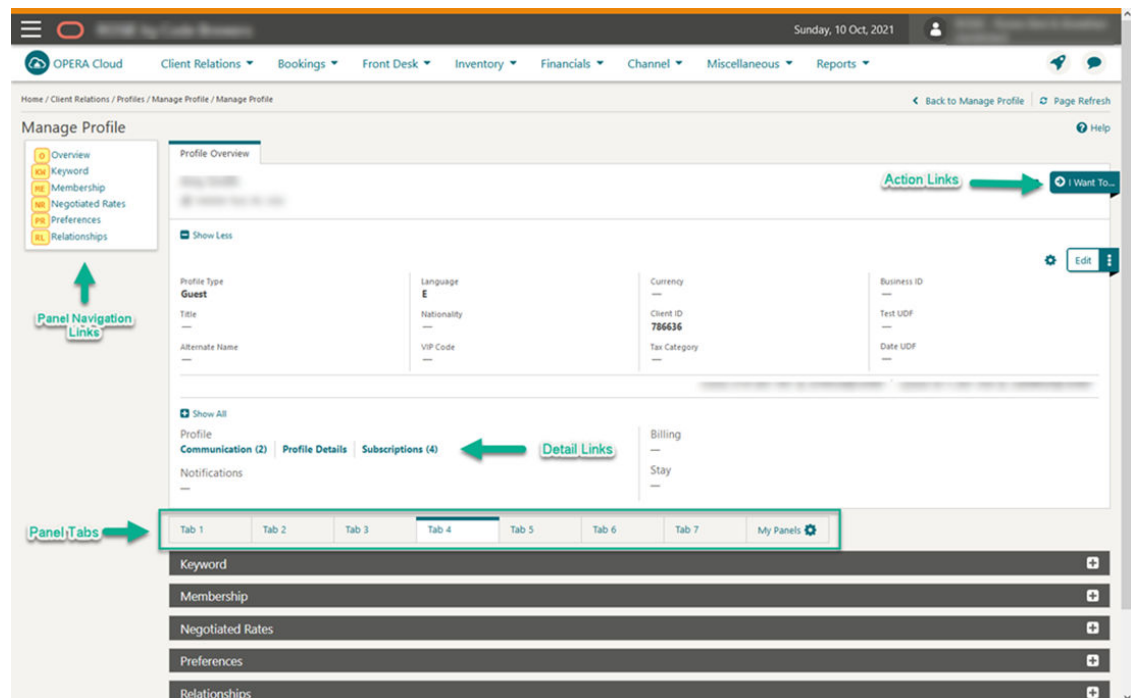 Sunday, 10 Oct, 2021
OPERA Cloud Client Relations Bookings Front Desk Inventory Financials Channel Miscellaneous Reports
Home / Client Relations / Profiles / Manage Profile / Manage Profile Back to Manage Profile Page Refresh
Manage Profile Help
O Overview
KW Keyword
ME Membership
NR Negotiated Rates
PR Preferences
RL Relationships
Panel Navigation
Links
Profile Overview
Action Links I Want To...
Show Less
Edit
Profile Type Language Currency Business ID
Guest E — —
Title Nationality Client ID Test UDF
— — 786636 —
Alternate Name VIP Code Tax Category Date UDF
— — — —
Show All
Profile Billing
Communication (2) Profile Details Subscriptions (4) Detail Links —
Notifications Stay
— —
Panel Tabs Tab 1 Tab 2 Tab 3 Tab 4 Tab 5 Tab 6 Tab 7 My Panels
Keyword
Membership
Negotiated Rates
Preferences
Relationships